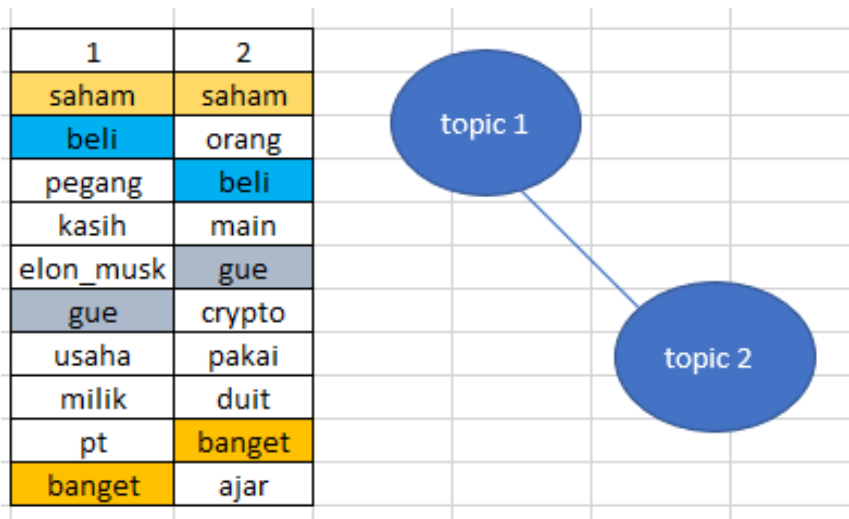 1 2
saham saham
beli orang
pegang beli
kasih main
elon_musk gue
gue crypto
usaha pakai
milik duit
pt banget
banget ajar
topic 1
topic 2